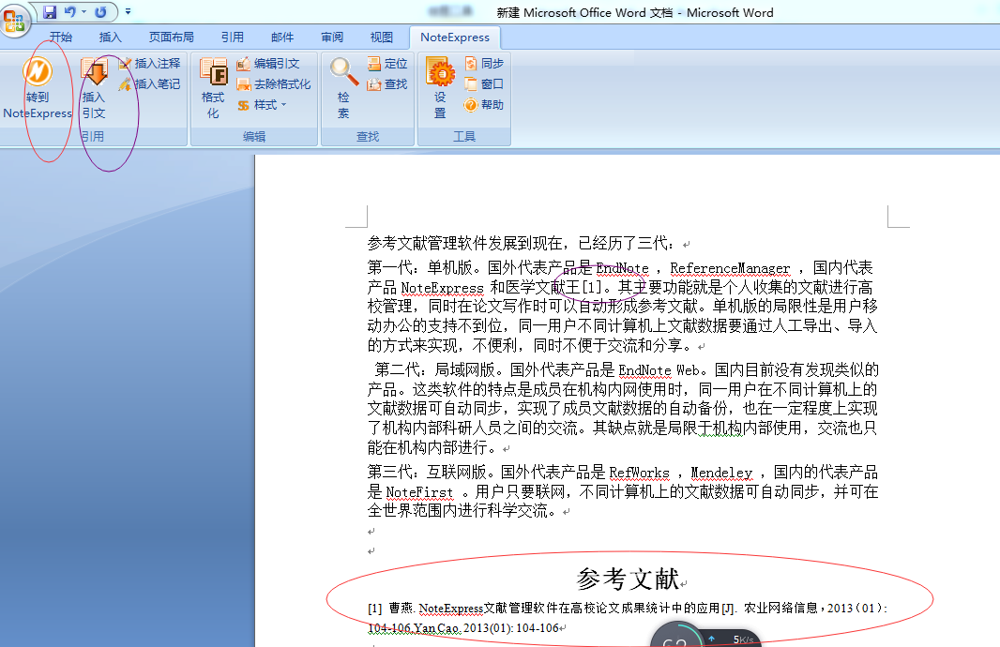 新建 Microsoft Office Word 文档 - Microsoft Word
开始 插入 页面布局 引用 邮件 审阅 视图 NoteExpress
转到
NoteExpress
插入
引文
插入注释
插入笔记
引用
格式
化
编辑引文
去除格式化
样式
编辑
检
索
定位
查找
查找
设
置
同步
窗口
帮助
工具
参考文献管理软件发展到现在，已经历了三代：
第一代：单机版。国外代表产品是 EndNote ，ReferenceManager ，国内代表
产品 NoteExpress 和医学文献王[1]。其主要功能就是个人收集的文献进行高
校管理，同时在论文写作时可以自动形成参考文献。单机版的局限性是用户移
动办公的支持不到位，同一用户不同计算机上文献数据要通过人工导出、导入
的方式来实现，不便利，同时不便于交流和分享。
第二代：局域网版。国外代表产品是 EndNote Web。国内目前没有发现类似的
产品。这类软件的特点是成员在机构内网使用时，同一用户在不同计算机上的
文献数据可自动同步，实现了成员文献数据的自动备份，也在一定程度上实现
了机构内部科研人员之间的交流。其缺点就是局限于机构内部使用，交流也只
能在机构内部进行。
第三代：互联网版。国外代表产品是 RefWorks ，Mendeley ，国内的代表产品
是 NoteFirst 。用户只要联网，不同计算机上的文献数据可自动同步，并可在
全世界范围内进行科学交流。
参考文献
[1] 曹燕. NoteExpress文献管理软件在高校论文成果统计中的应用[J]. 农业网络信息，2013(01):
104-106.Yan Cao. 2013(01): 104-106
5K/s